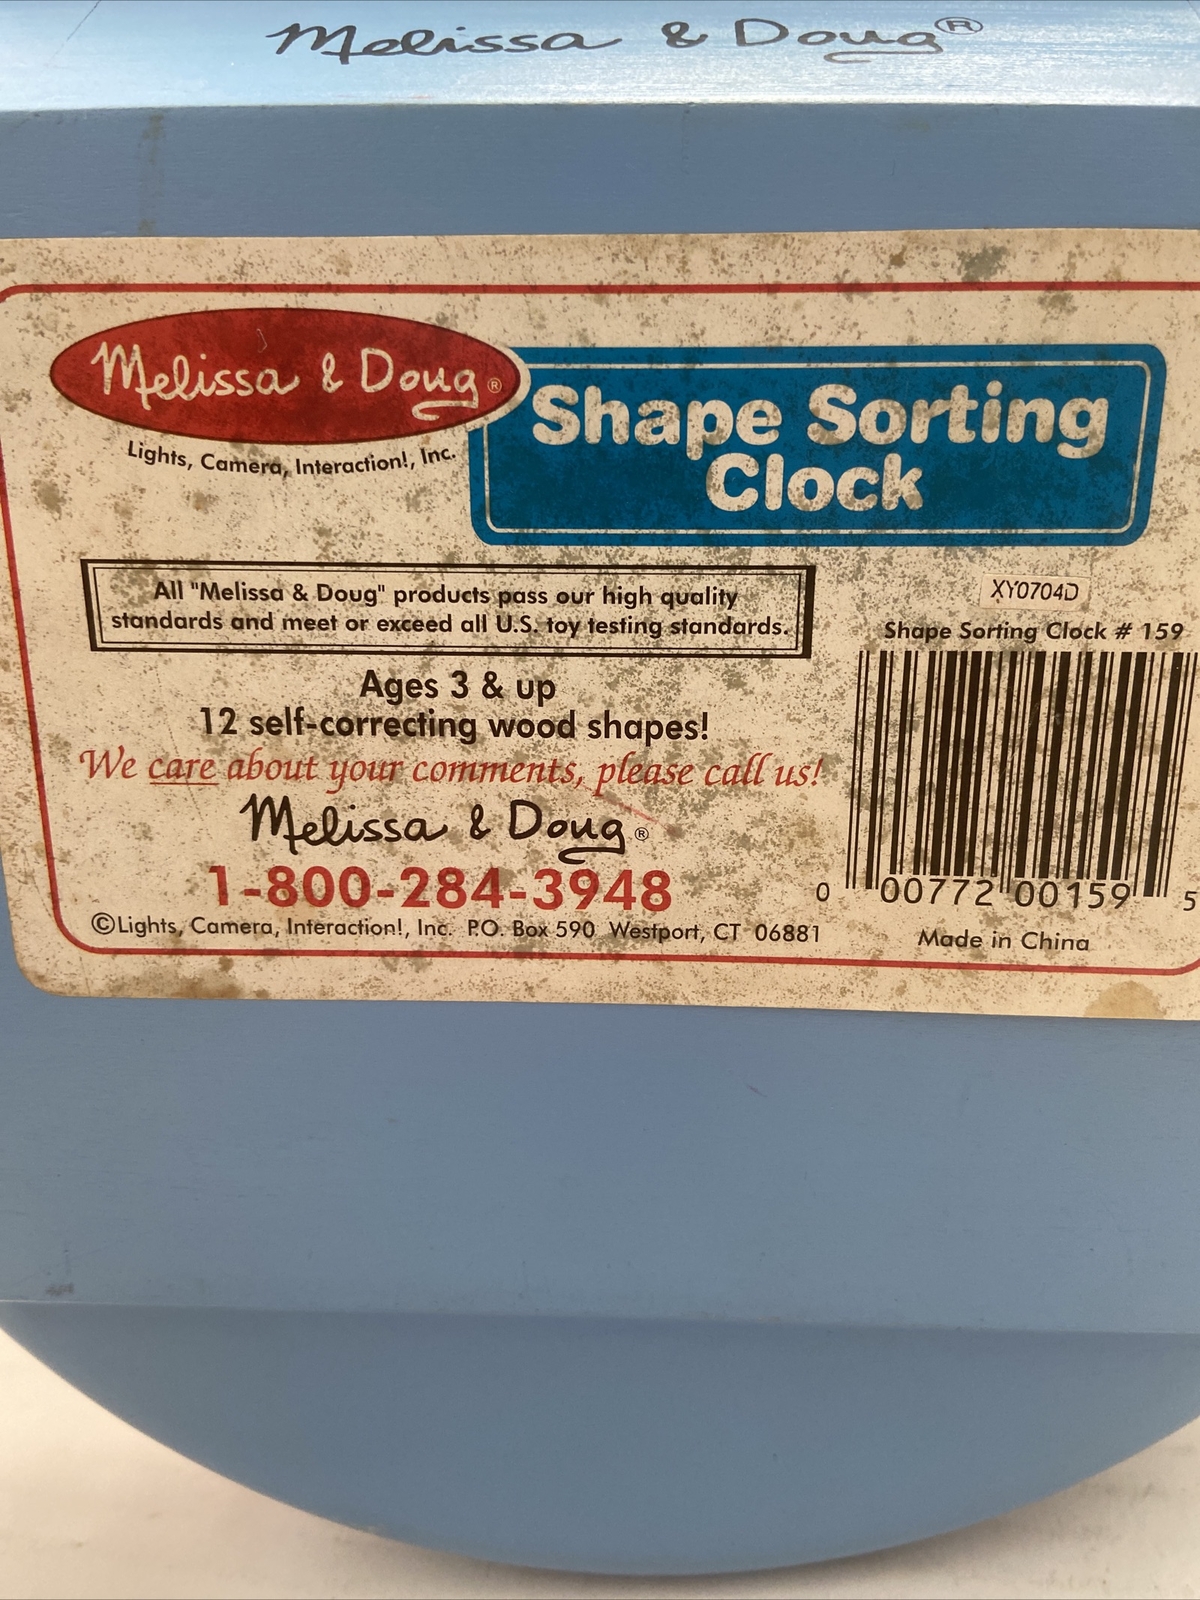 Melissa & Doug®
Melissa & Doug®
Lights, Camera, Interaction!, Inc.
Shape Sorting
Clock
All "Melissa & Doug" products pass our high quality
standards and meet or exceed all U.S. toy testing standards.
Ages 3 & up
12 self-correcting wood shapes!
We care about your comments, please call us!
Melissa & Doug®
1-800-284-3948
©Lights, Camera, Interaction!, Inc. P.O. Box 590 Westport, CT 06881
XY0704D
Shape Sorting Clock # 159
0 00772 00159 5
Made in China